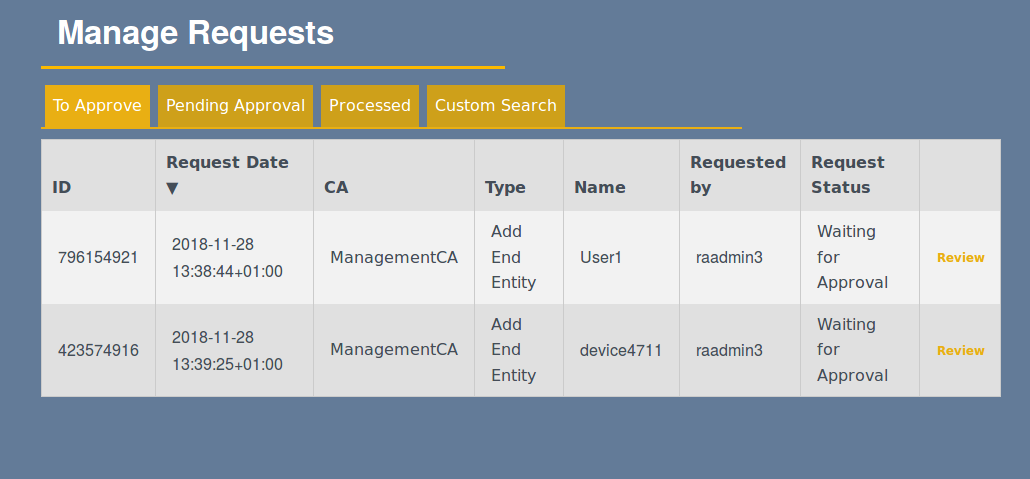 Manage Requests
To Approve Pending Approval Processed Custom Search
ID Request Date ▼ CA Type Name Requested by Request Status
796154921 2018-11-28 13:38:44+01:00 ManagementCA Add End Entity User1 raadmin3 Waiting for Approval Review
423574916 2018-11-28 13:39:25+01:00 ManagementCA Add End Entity device4711 raadmin3 Waiting for Approval Review